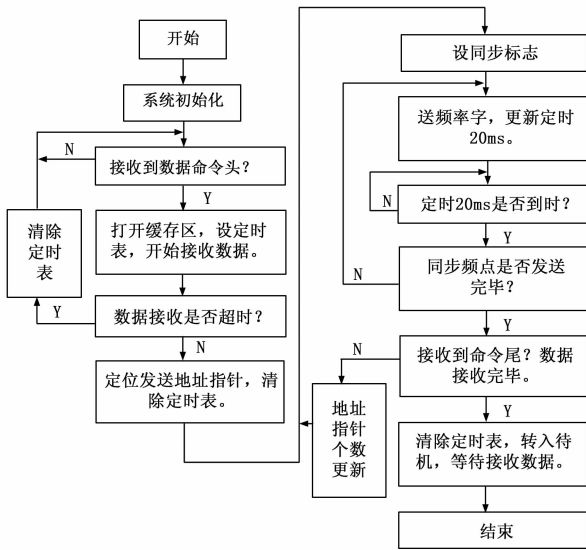 开始
系统初始化
N
接收到数据命令头？
Y
清除
定时
表
打开缓存区，设定时
表，开始接收数据。
Y
数据接收是否超时？
N
定位发送地址指针，清
除定时表。
设同步标志
送频率字，更新定时
20ms。
N
定时20ms是否到时？
Y
N
同步频点是否发送
完毕？
Y
N
接收到命令尾？数据
接收完毕。
地址
指针
个数
更新
Y
清除定时表，转入待
机，等待接收数据。
结束